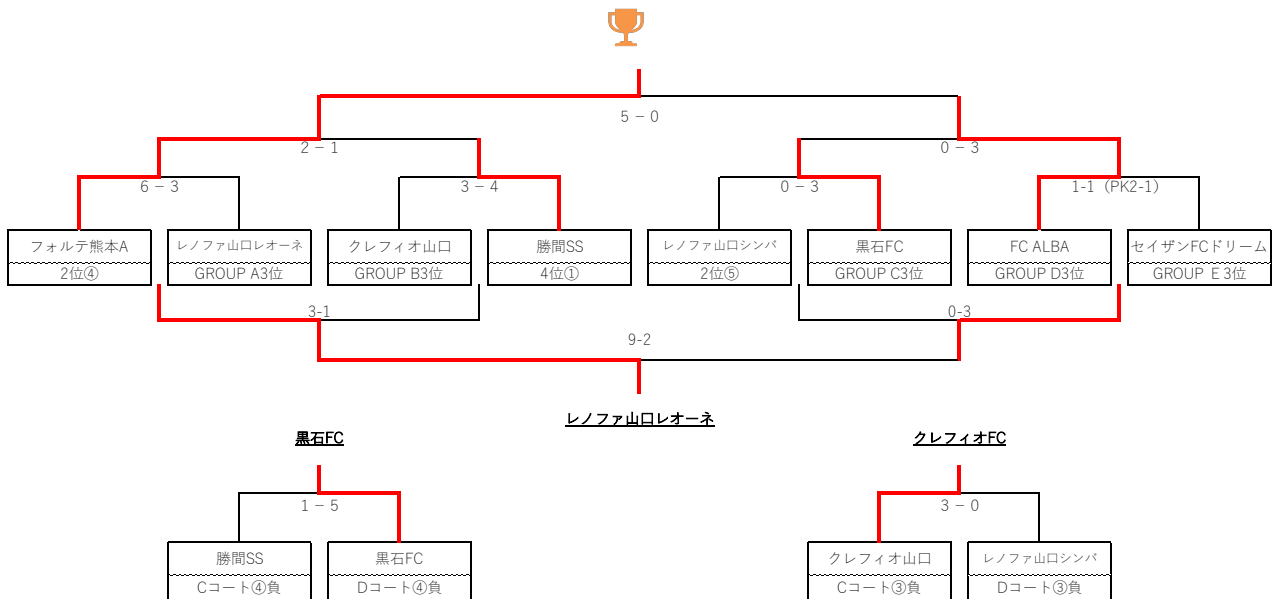 5 − 0
2 − 1
0 − 3
6 − 3
3 − 4
0 − 3
1-1（PK2-1）
フォルテ熊本A
レノファ山口レオーネ
クレフィオ山口
勝間SS
レノファ山口シンバ
黒石FC
FC ALBA
セイザンFCドリーム
2位④
GROUP A3位
GROUP B3位
4位①
2位⑤
GROUP C3位
GROUP D3位
GROUP E 3位
3-1
0-3
9-2
レノファ山口レオーネ
黒石FC
クレフィオFC
1 − 5
3 − 0
勝間SS
黒石FC
クレフィオ山口
レノファ山口シンバ
Cコート④負
Dコート④負
Cコート③負
Dコート③負